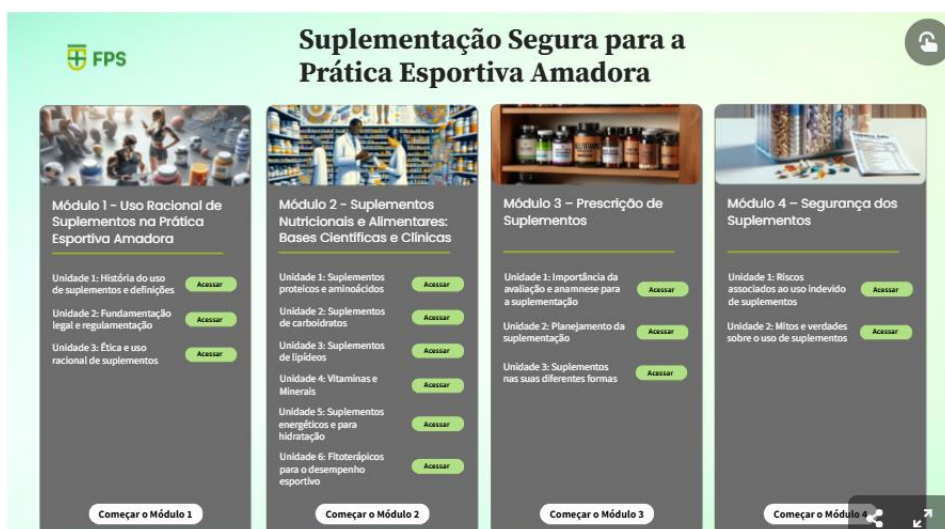 FPS
Suplementação Segura para a
Prática Esportiva Amadora
Módulo 1 - Uso Racional de
Suplementos na Prática
Esportiva Amadora
Unidade 1: História do uso
de suplementos e definições
Acessar
Unidade 2: Fundamentação
legal e regulamentação
Acessar
Unidade 3: Ética e uso
racional de suplementos
Acessar
Começar o Módulo 1
Módulo 2 - Suplementos
Nutricionais e Alimentares:
Bases Científicas e Clínicas
Unidade 1: Suplementos
proteicos e aminoácidos
Acessar
Unidade 2: Suplementos
de carboidratos
Acessar
Unidade 3: Suplementos
de lipídeos
Acessar
Unidade 4: Vitaminas e
Minerais
Acessar
Unidade 5: Suplementos
energéticos e para
hidratação
Acessar
Unidade 6: Fitoterápicos
para o desempenho
esportivo
Acessar
Começar o Módulo 2
Módulo 3 – Prescrição de
Suplementos
Unidade 1: Importância da
avaliação e anamnese para
a suplementação
Acessar
Unidade 2: Planejamento da
suplementação
Acessar
Unidade 3: Suplementos
nas suas diferentes formas
Acessar
Começar o Módulo 3
Módulo 4 – Segurança dos
Suplementos
Unidade 1: Riscos
associados ao uso indevido
de suplementos
Acessar
Unidade 2: Mitos e verdades
sobre o uso de suplementos
Acessar
Começar o Módulo 4